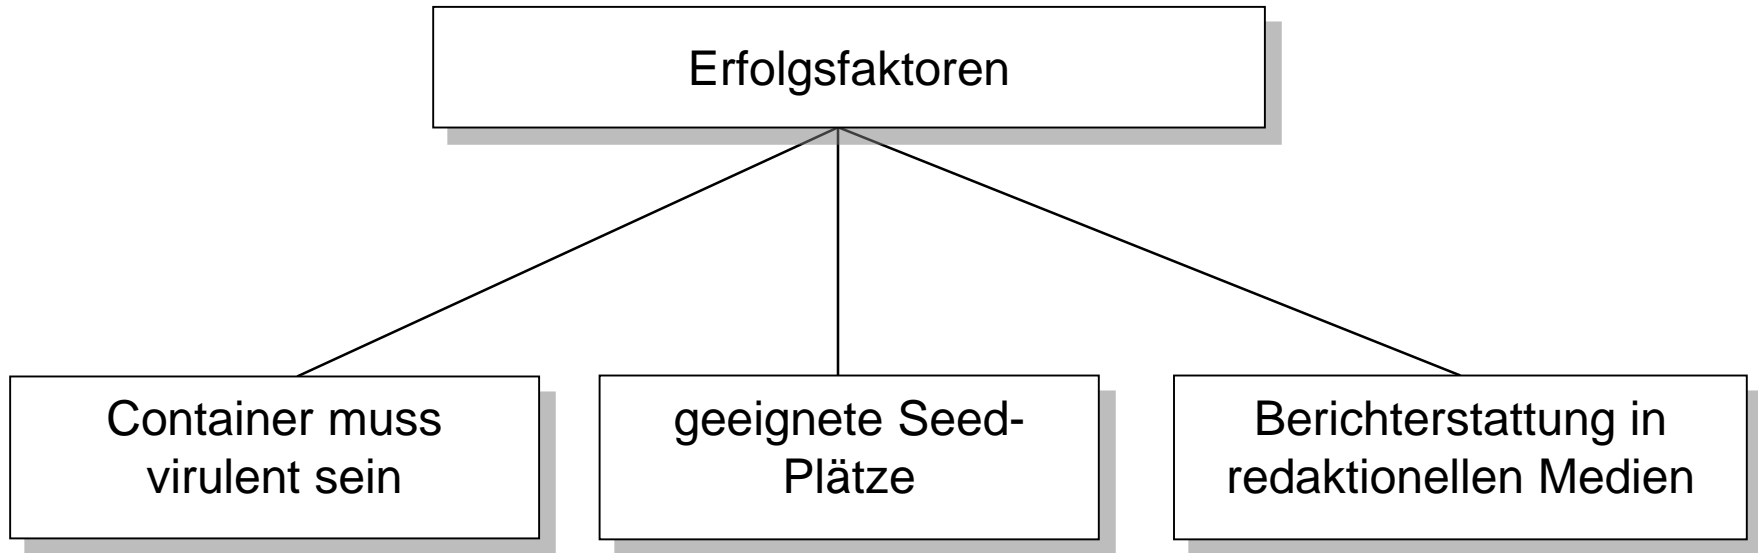 Erfolgsfaktoren
Container muss
virulent sein
geeignete Seed-
Plätze
Berichterstattung in
redaktionellen Medien